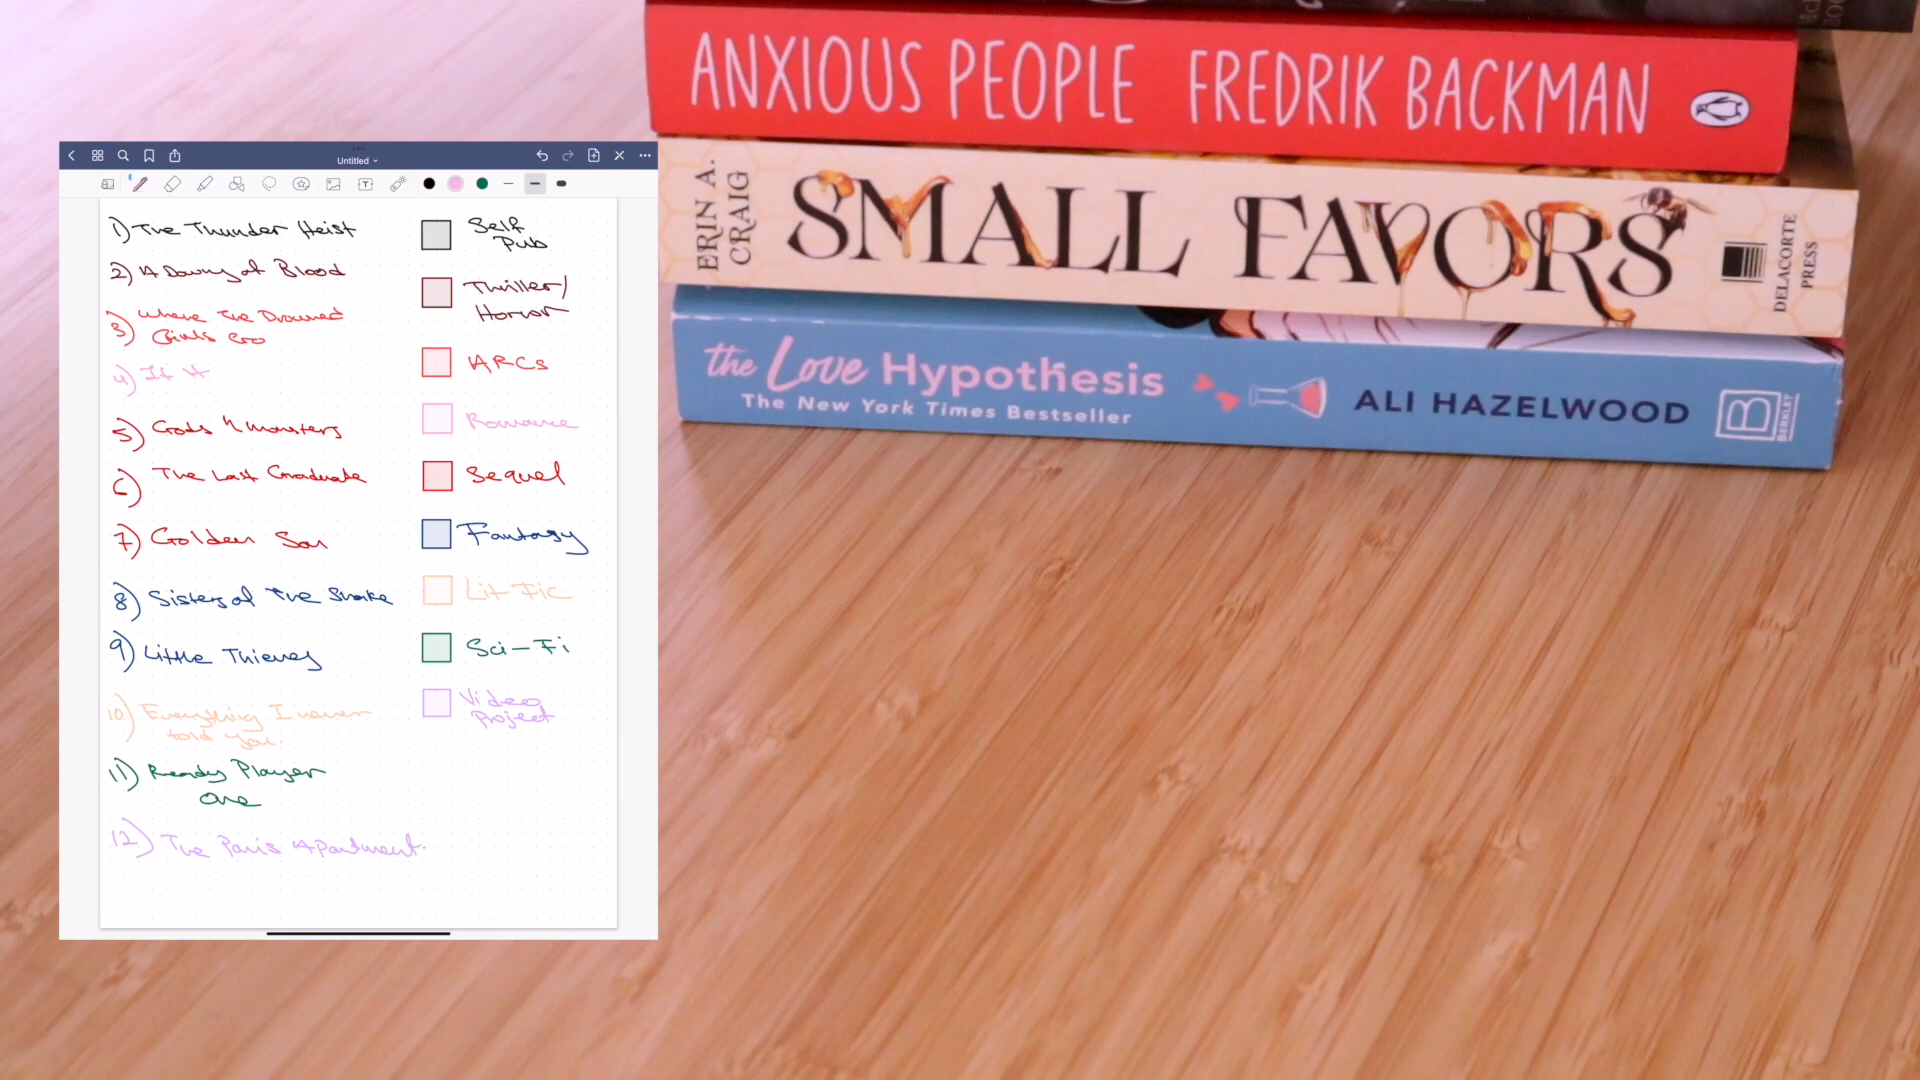 Untitled
1) The Thunder Heist
2) A Dowry of Blood
3) Where The Drowned
Girls Go
4) If
5) Gods n monsters
6) The Last Graduate
7) Golden Son
8) Sisters of The Snake
9) Little Thieves
10) Everything I never
told you.
11) Ready Player
One
12) The Paris Apartment.
Self
Pub
Thriller/
Horror
ARCs
Romance
Sequel
Fantasy
Lit-Fic
Sci-Fi
Video
Project
ANXIOUS PEOPLE FREDRIK BACKMAN
ERIN A.
CRAIG
SMALL FAVORS
DELACORTE
PRESS
the Love Hypothesis
The New York Times Bestseller
ALI HAZELWOOD
B
BERKLEY